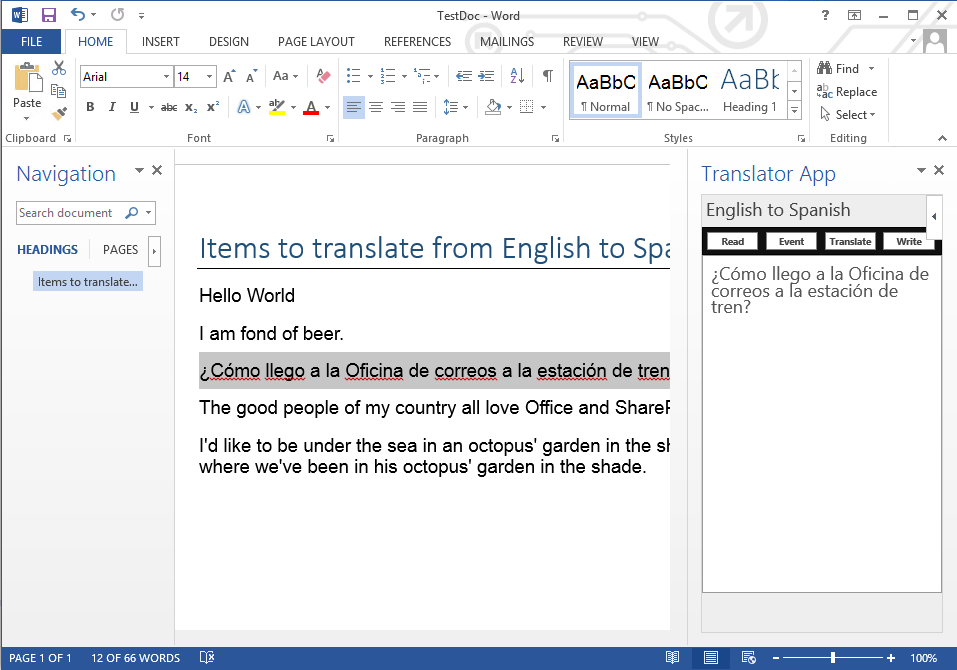 TestDoc - Word
FILE HOME INSERT DESIGN PAGE LAYOUT REFERENCES MAILINGS REVIEW VIEW
Paste
Arial 14 Aa
B I U abc X₂ X² A ab A
AaBbC AaBbC AaBb
¶ Normal ¶ No Spac... Heading 1
Find
Replace
Select
Clipboard Font Paragraph Styles Editing
Navigation
Search document
HEADINGS PAGES
Items to translate...
Items to translate from English to Spa
Hello World
I am fond of beer.
¿Cómo llego a la Oficina de correos a la estación de tren
The good people of my country all love Office and ShareP
I'd like to be under the sea in an octopus' garden in the sh
where we've been in his octopus' garden in the shade.
Translator App
English to Spanish
Read Event Translate Write
¿Cómo llego a la Oficina de
correos a la estación de
tren?
PAGE 1 OF 1 12 OF 66 WORDS 100%